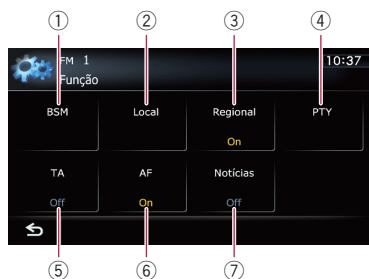 ① ② ③ ④
FM 1 10:37
Função
BSM Local Regional PTY
On
TA AF Notícias
Off On Off
⑤ ⑥ ⑦